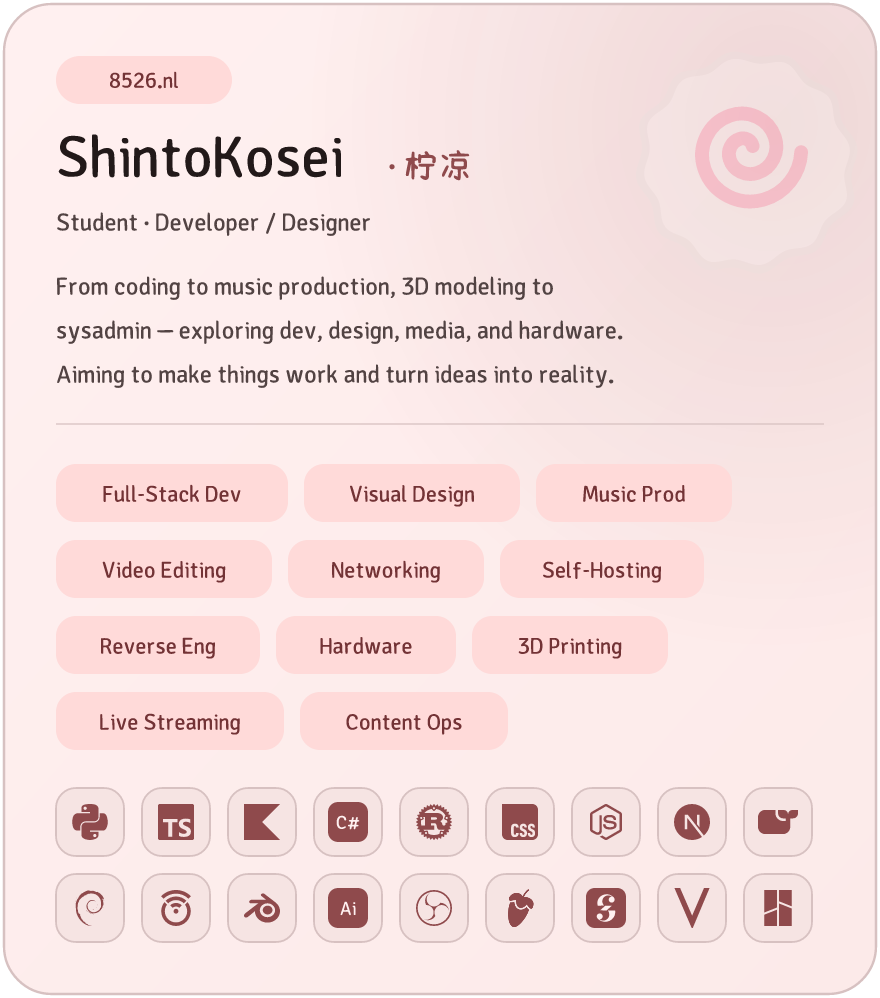 8526.nl
ShintoKosei · 柠凉
Student · Developer / Designer
From coding to music production, 3D modeling to
sysadmin — exploring dev, design, media, and hardware.
Aiming to make things work and turn ideas into reality.
Full-Stack Dev Visual Design Music Prod
Video Editing Networking Self-Hosting
Reverse Eng Hardware 3D Printing
Live Streaming Content Ops
TS C# R CSS JS N
Ai S V